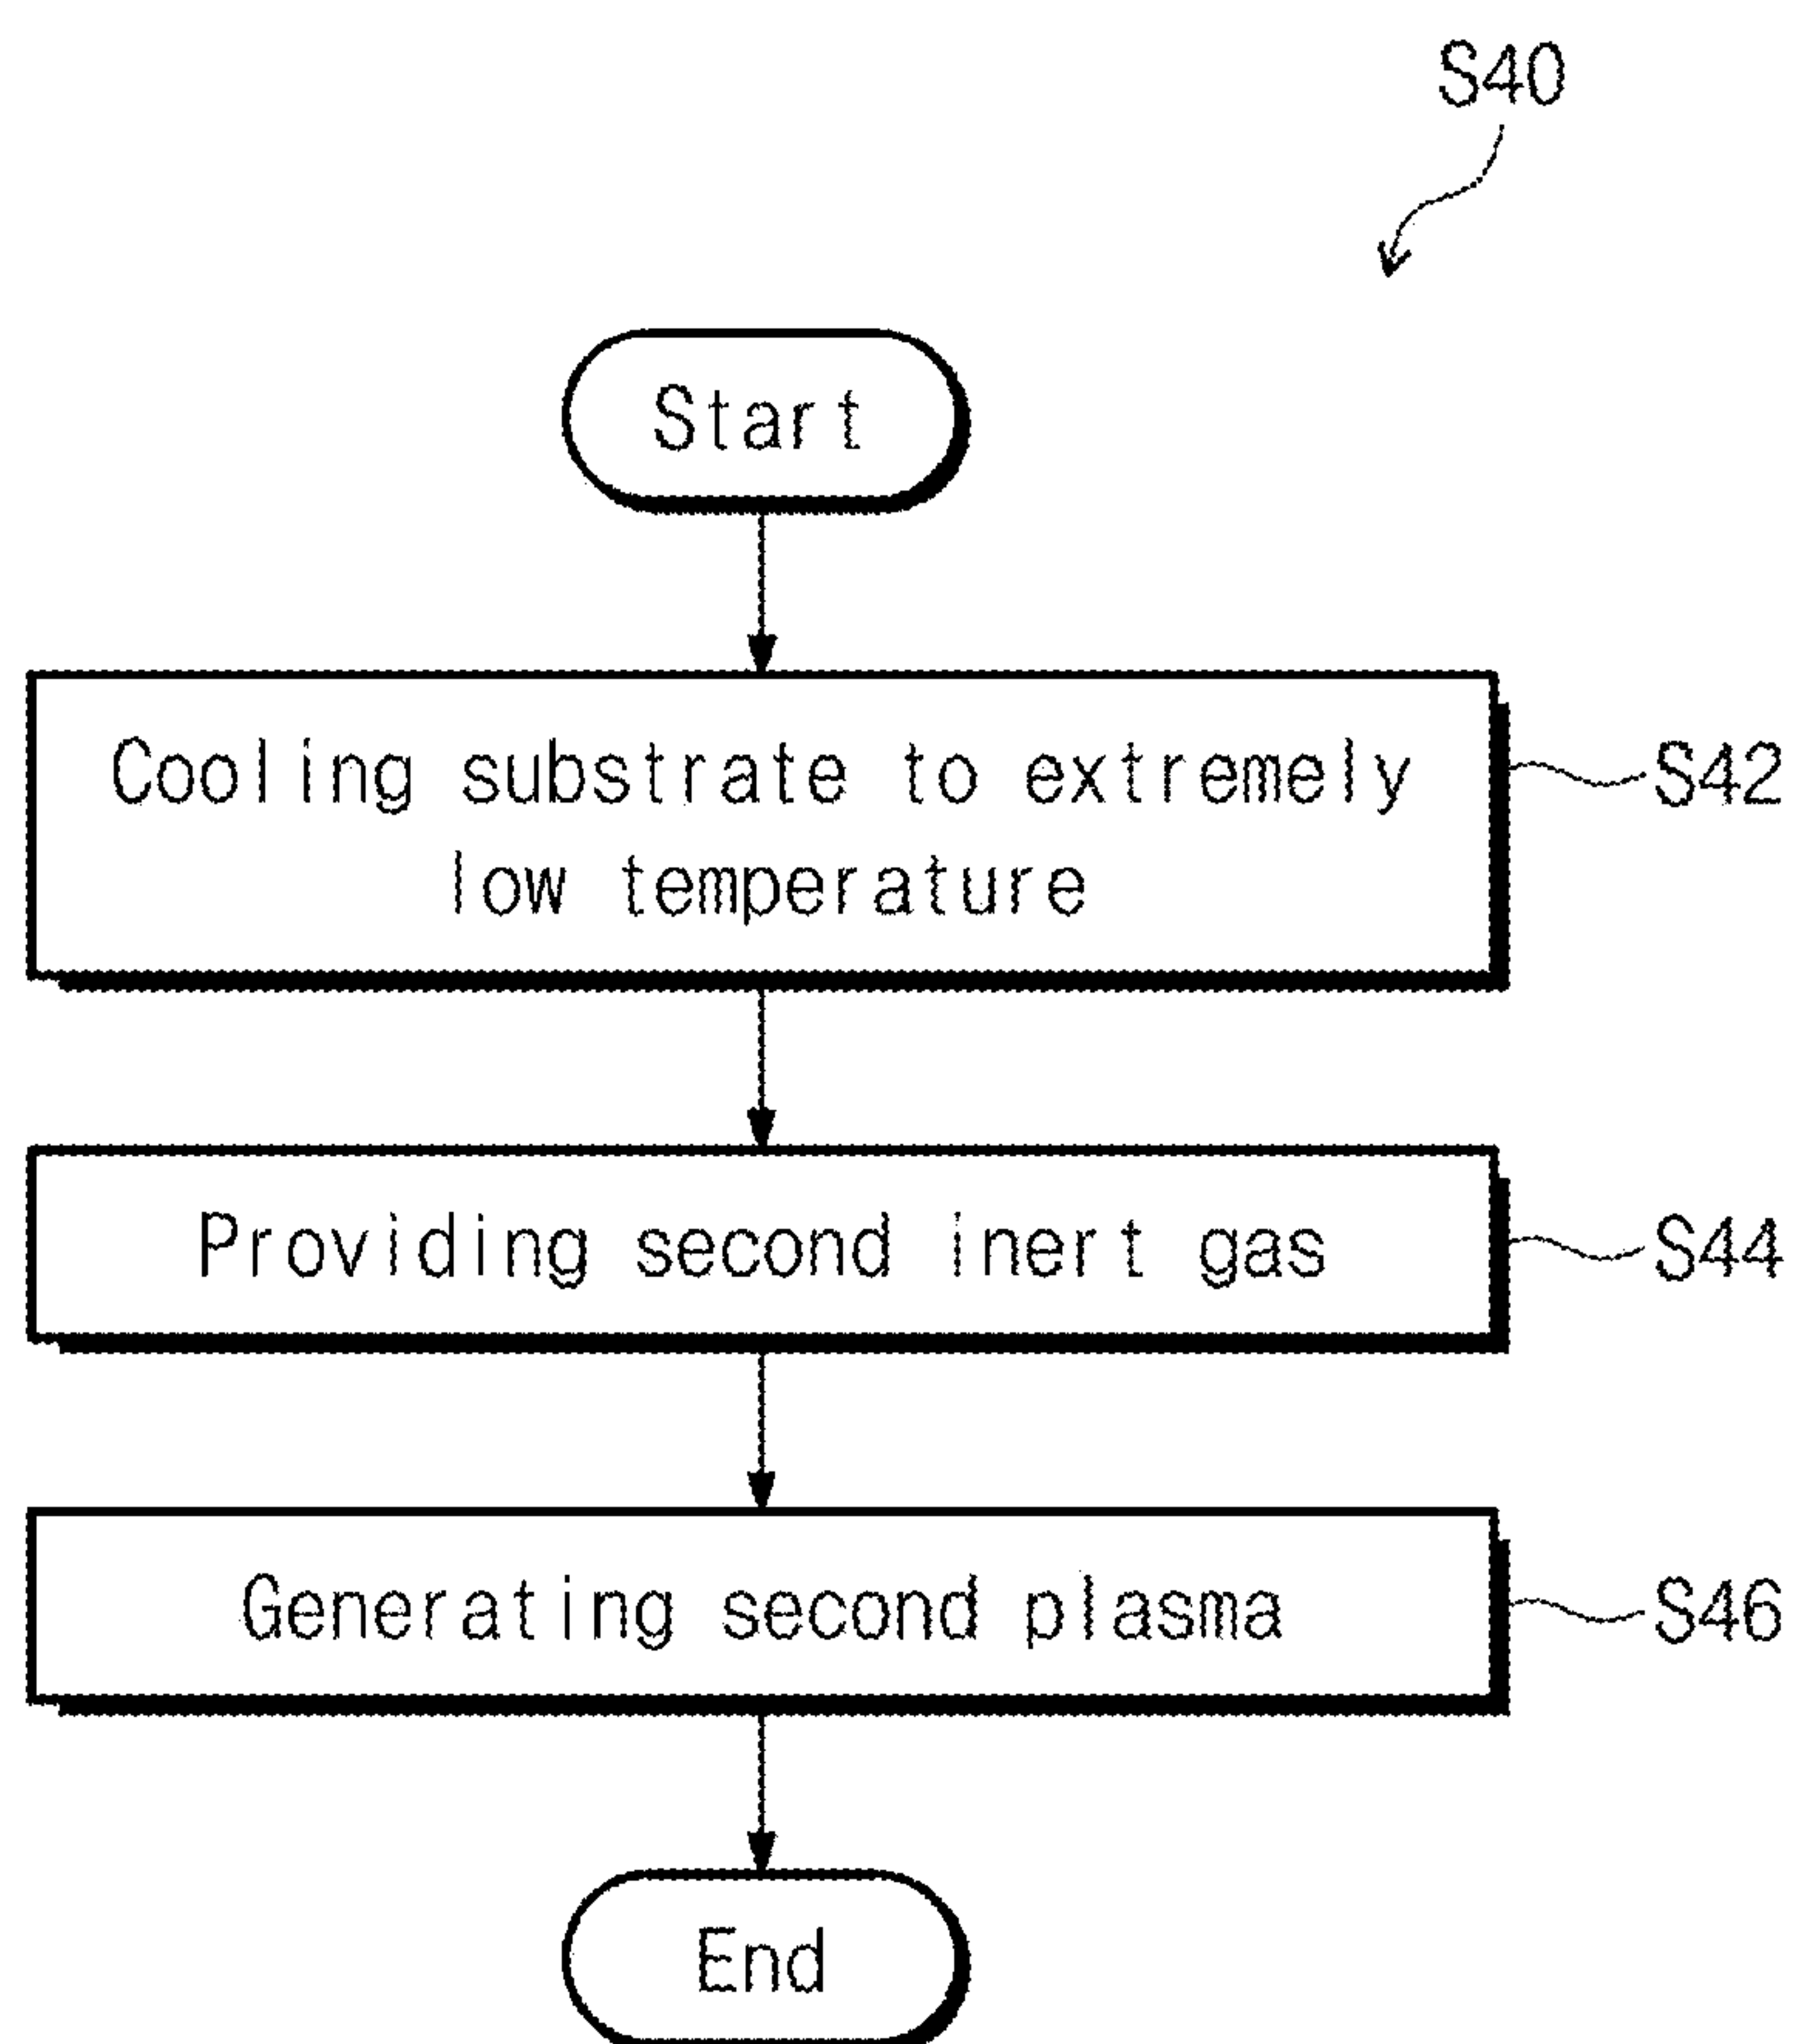 S40
Start
Cooling substrate to extremely
low temperature
S42
Providing second inert gas
S44
Generating second plasma
S46
End